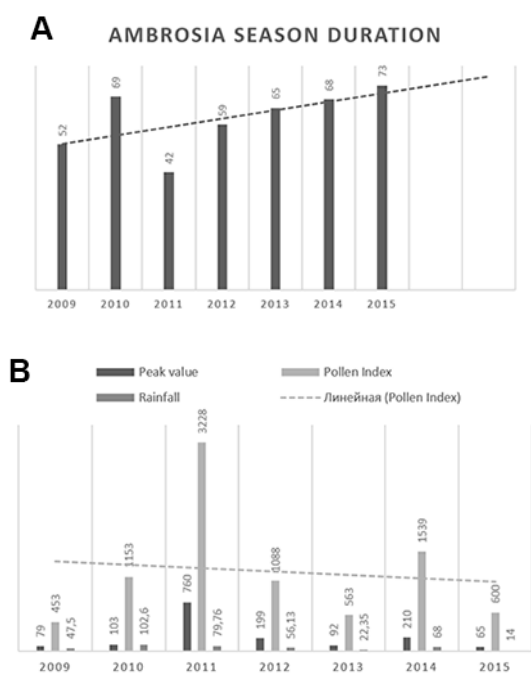 A
AMBROSIA SEASON DURATION
52
69
42
59
65
68
73
2009 2010 2011 2012 2013 2014 2015
B
Peak value Pollen Index
Rainfall Линейная (Pollen Index)
79 453 47,5
103 1153 102,6
760 3228 79,76
199 1088 56,13
92 563 22,35
210 1539 68
65 600 14
2009 2010 2011 2012 2013 2014 2015